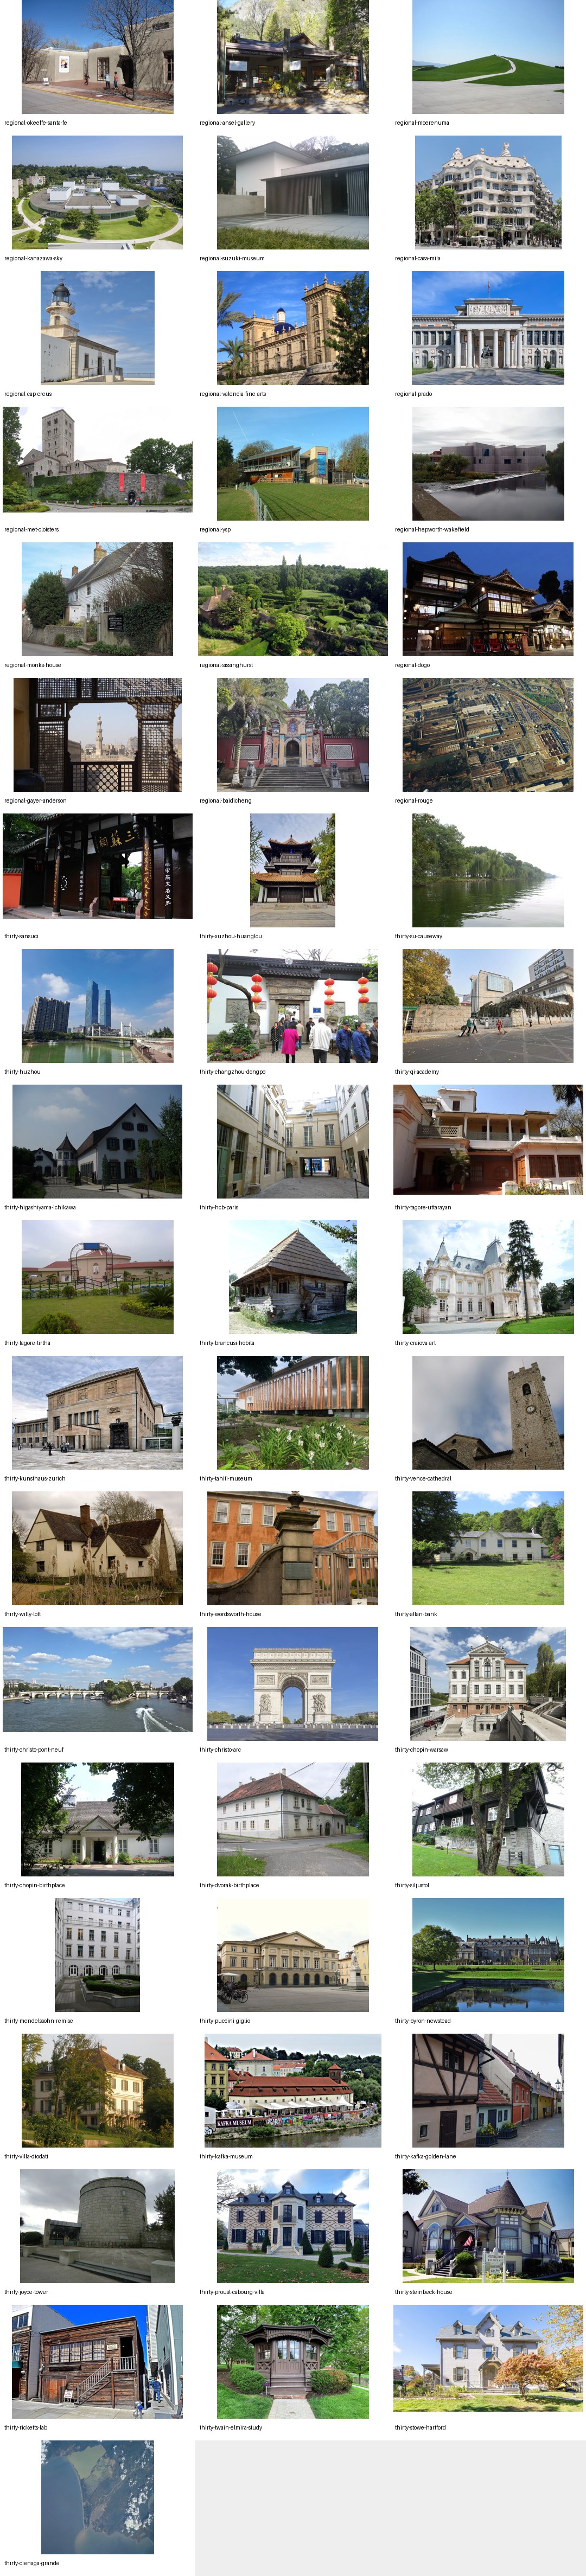 regional-okeeffe-santa-fe
regional-ansel-gallery
regional-moerenuma
regional-kanazawa-sky
regional-suzuki-museum
regional-casa-mila
regional-cap-creus
regional-valencia-fine-arts
regional-prado
regional-met-cloisters
regional-ysp
regional-hepworth-wakefield
regional-monks-house
regional-sissinghurst
regional-dogo
regional-gayer-anderson
regional-baidicheng
regional-rouge
三蘇祠
thirty-sansuci
thirty-xuzhou-huanglou
thirty-su-causeway
thirty-huzhou
thirty-changzhou-dongpo
thirty-qi-academy
thirty-higashiyama-ichikawa
thirty-hcb-paris
thirty-tagore-uttarayan
thirty-tagore-tirtha
thirty-brancusi-hobita
thirty-craiova-art
thirty-kunsthaus-zurich
thirty-tahiti-museum
thirty-vence-cathedral
thirty-willy-lott
thirty-wordsworth-house
thirty-allan-bank
thirty-christo-pont-neuf
thirty-christo-arc
thirty-chopin-warsaw
thirty-chopin-birthplace
thirty-dvorak-birthplace
thirty-siljustol
thirty-mendelssohn-remise
thirty-puccini-giglio
thirty-byron-newstead
KAFKA MUSEUM
thirty-villa-diodati
thirty-kafka-museum
thirty-kafka-golden-lane
thirty-joyce-tower
thirty-proust-cabourg-villa
thirty-steinbeck-house
thirty-ricketts-lab
thirty-twain-elmira-study
thirty-stowe-hartford
thirty-cienaga-grande